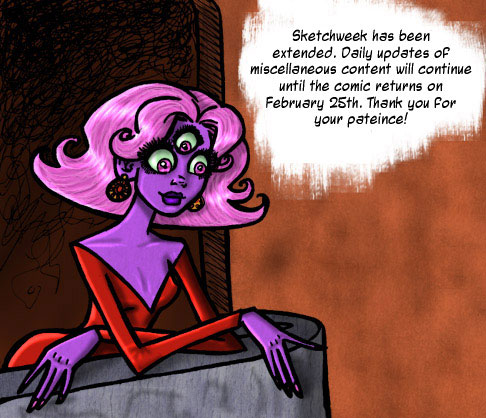 Sketchweek has been
extended. Daily updates of
miscellaneous content will continue
until the comic returns on
February 25th. Thank you for
your pateince!